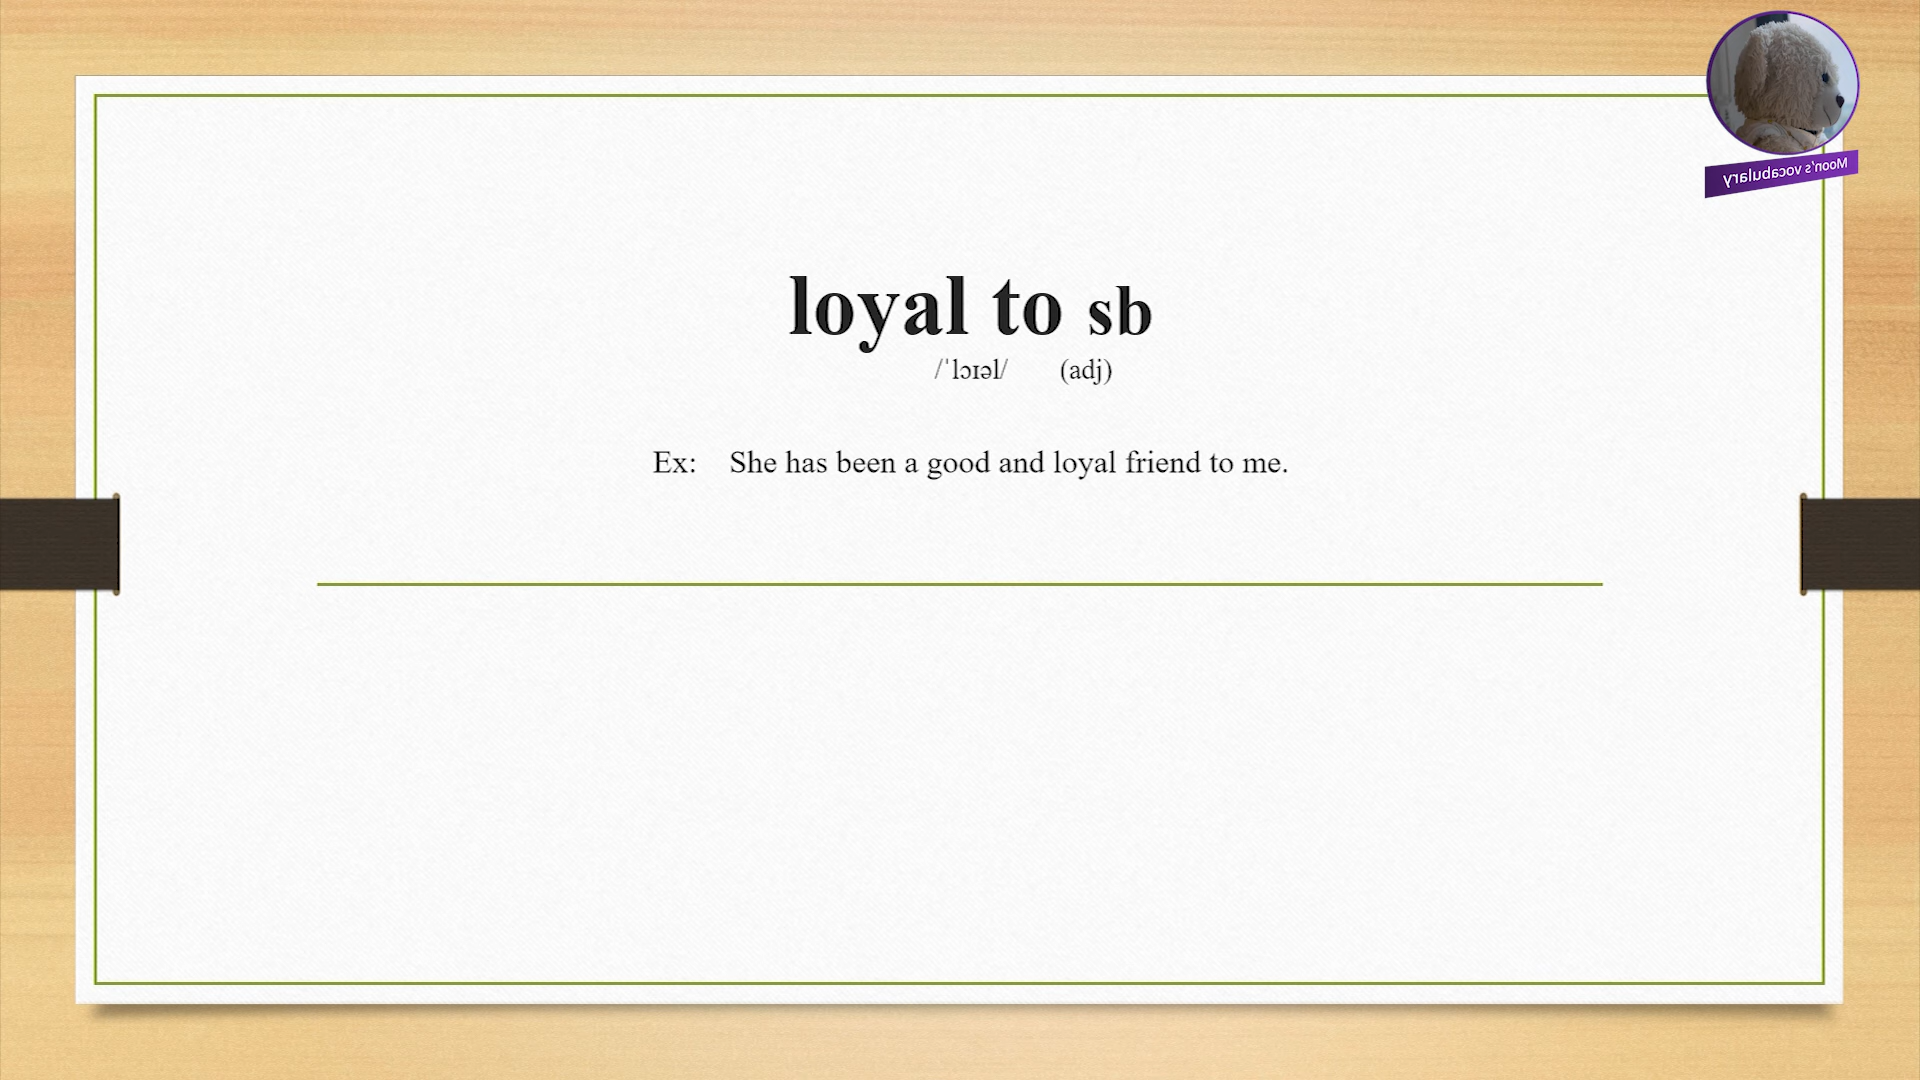 Moon's vocabulary
loyal to sb
/ˈlɔɪəl/ (adj)
Ex: She has been a good and loyal friend to me.